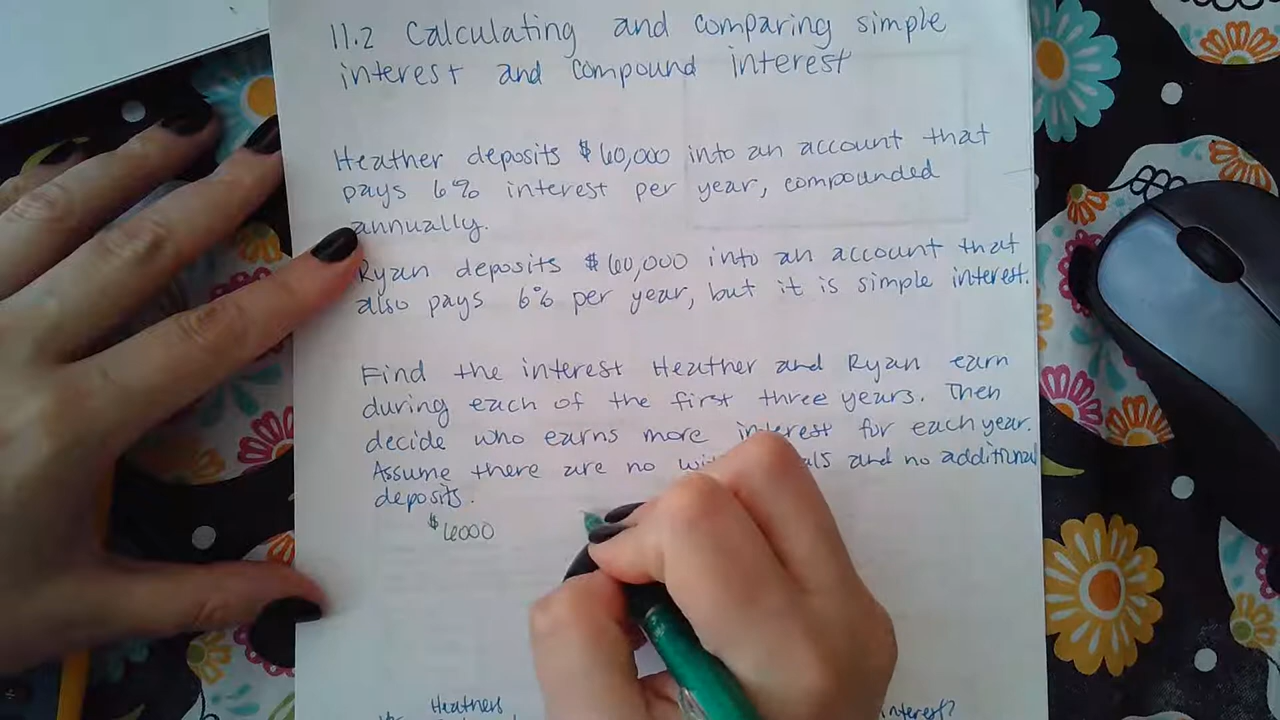 11.2 Calculating and comparing simple
interest and compound interest
Heather deposits $60,000 into an account that
pays 6% interest per year, compounded
annually.
Ryan deposits $60,000 into an account that
also pays 6% per year, but it is simple interest.
Find the interest Heather and Ryan earn
during each of the first three years. Then
decide who earns more interest for each year.
Assume there are no and no additional
deposits.
$6000
Heathers interest?